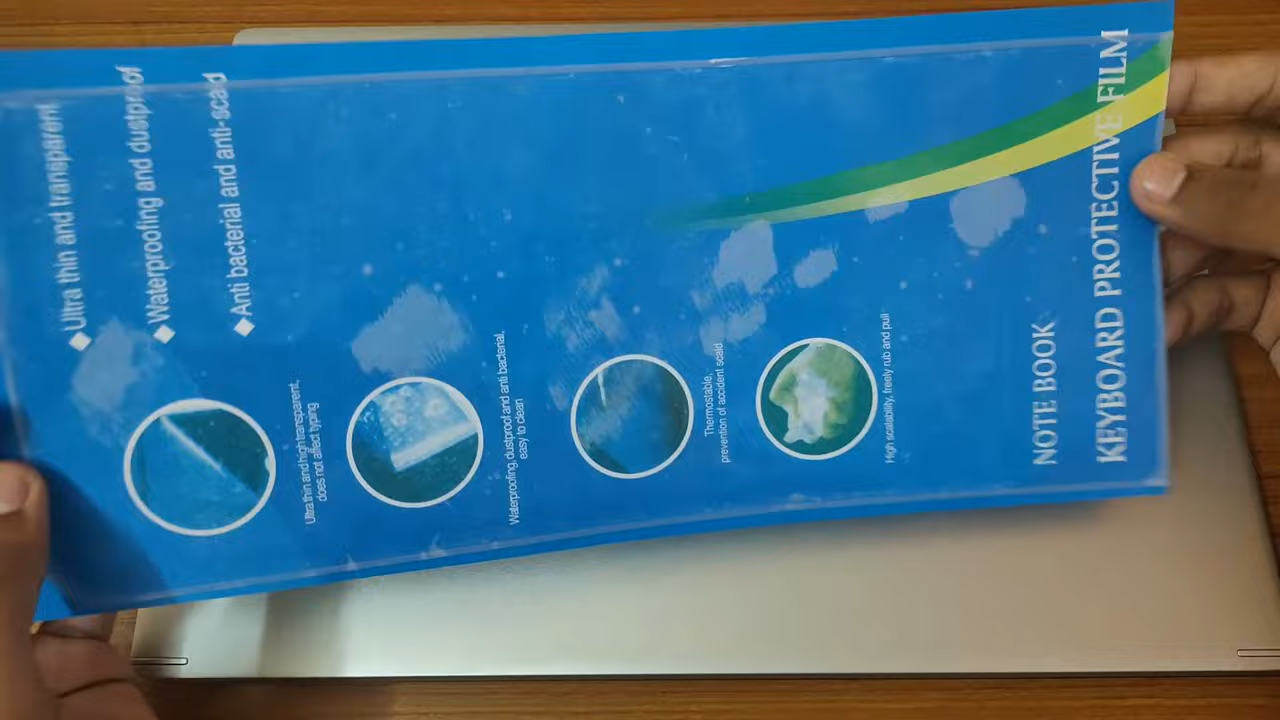 NOTE BOOK
KEYBOARD PROTECTIVE FILM
Ultra thin and transparent
Waterproofing and dustproof
Anti bacterial and anti-scald
Ultra thin and high transparent,
does not affect typing
Waterproofing, dustproof and anti bacterial,
easy to clean
Thermostable,
prevention of accident scald
High scalability, freely rub and pull